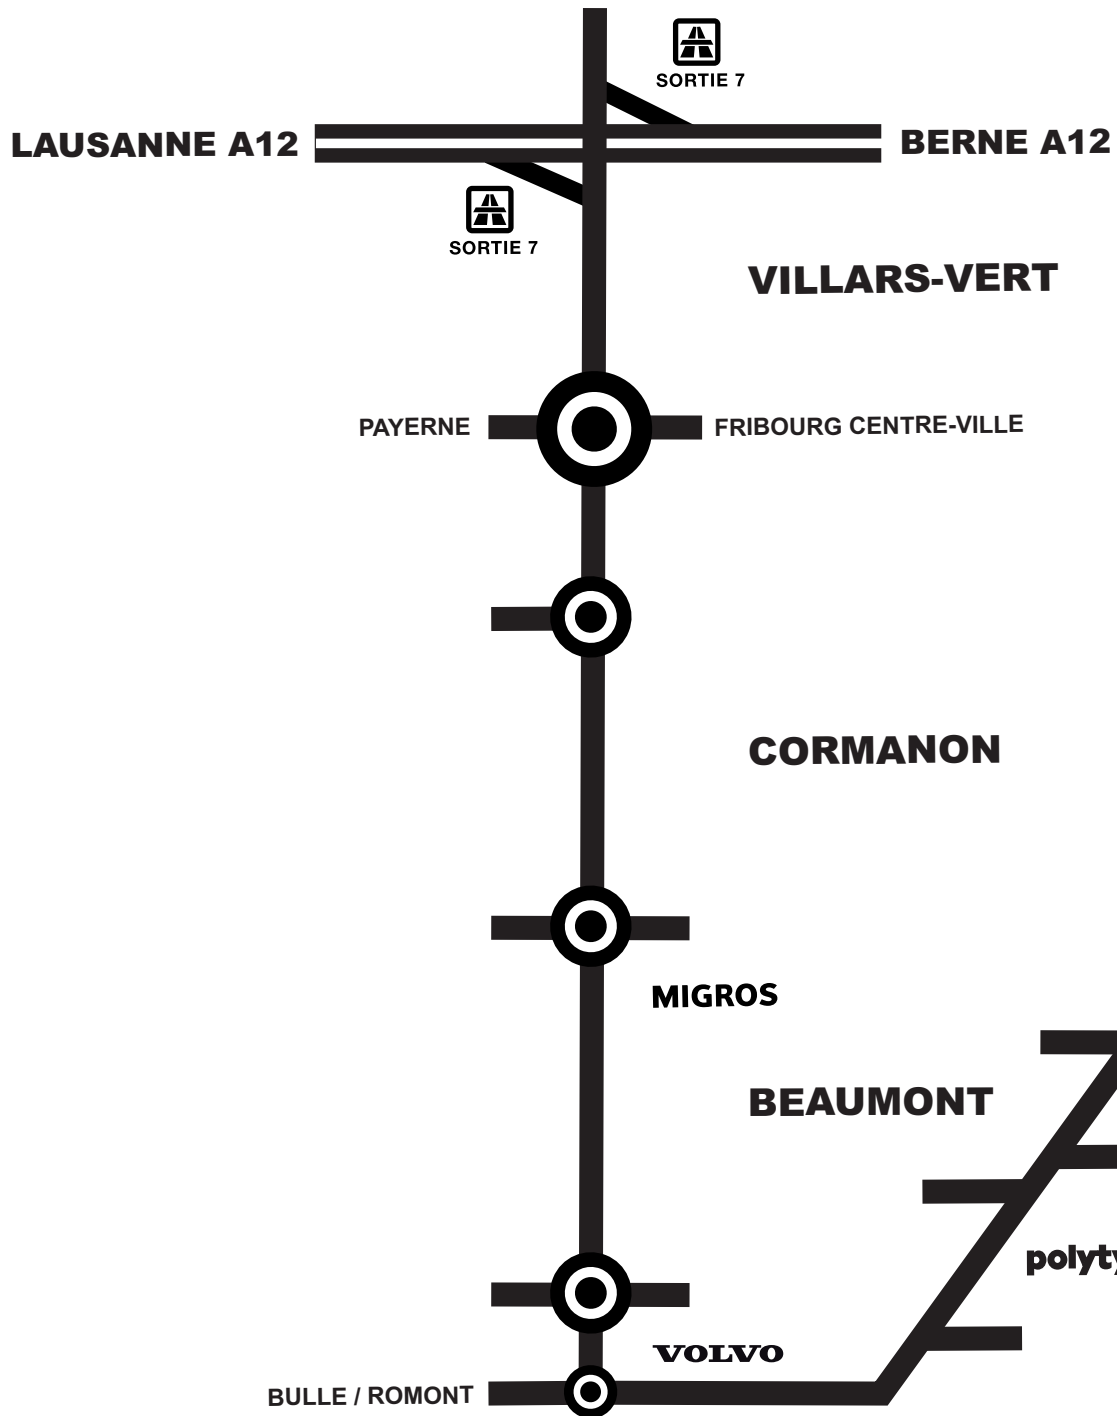 SORTIE 7
LAUSANNE A12
BERNE A12
SORTIE 7
VILLARS-VERT
PAYERNE
FRIBOURG CENTRE-VILLE
CORMANON
MIGROS
BEAUMONT
polyty
VOLVO
BULLE / ROMONT